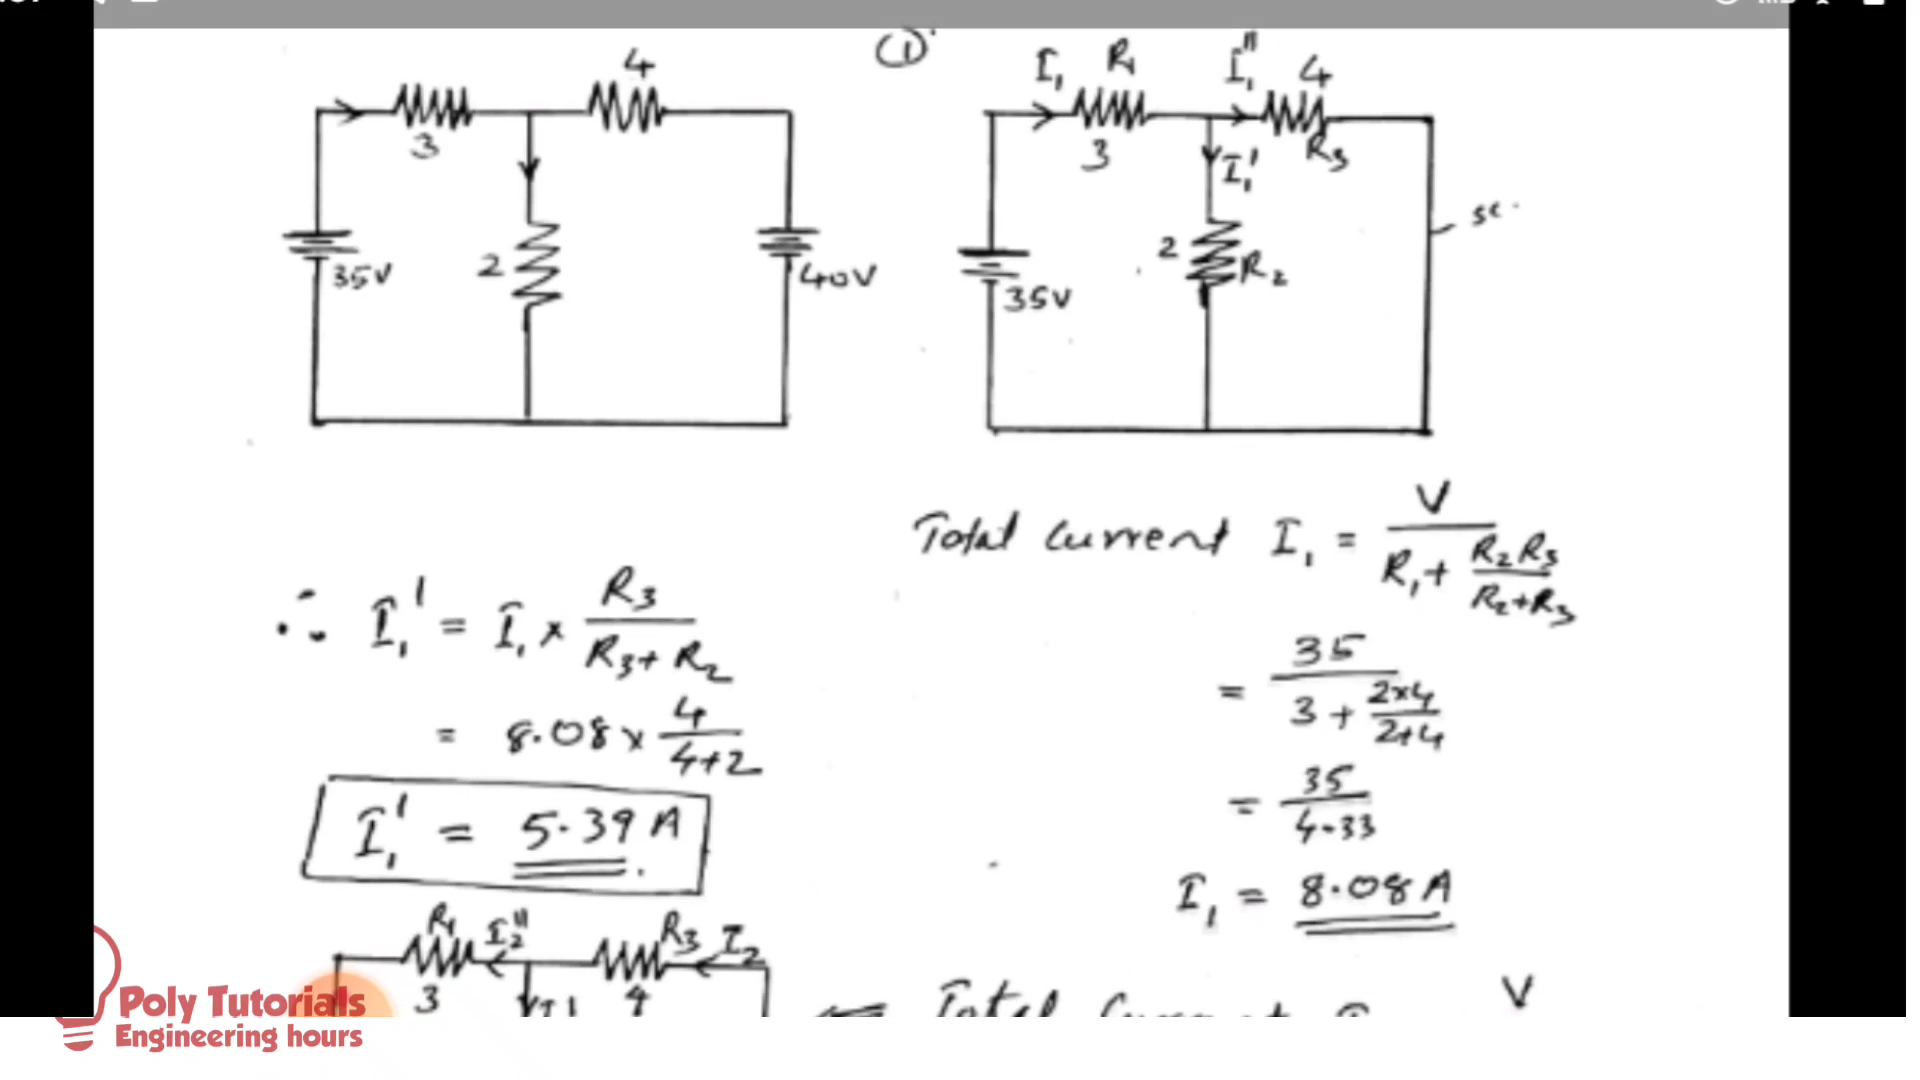 4
3
2
35V
40V
①
I₁ R₁ I₁'' 4
3 R₃
I₁'
2 R₂
35V
sc.
Total Current I₁ = V / (R₁ + R₂R₃ / (R₂+R₃))
= 35 / (3 + 2×4 / (2+4))
= 35 / 4.33
I₁ = 8.08 A
∴ I₁' = I₁ × R₃ / (R₃ + R₂)
= 8.08 × 4 / (4+2)
I₁' = 5.39 A
R₁ I₂'' R₃ I₂
3 4
Total Current
V
Poly Tutorials
Engineering hours